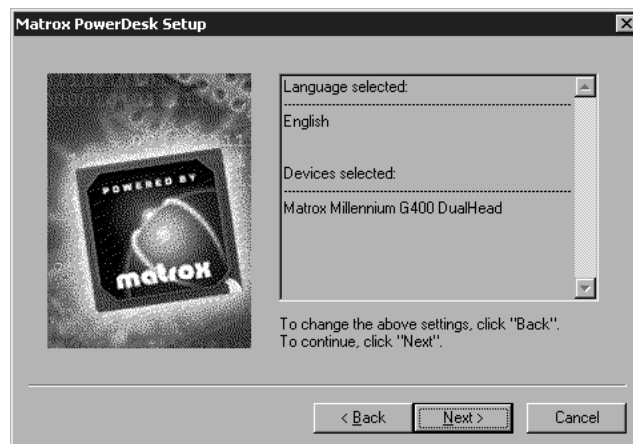 Matrox PowerDesk Setup
POWERED BY
matrox
Language selected:
English
Devices selected:
Matrox Millennium G400 DualHead
To change the above settings, click "Back".
To continue, click "Next".
< Back
Next >
Cancel